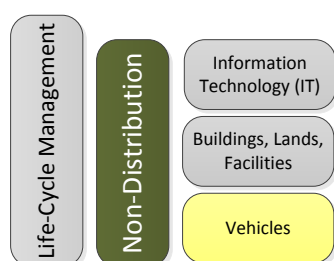 Life-Cycle Management
Non-Distribution
Information
Technology (IT)
Buildings, Lands,
Facilities
Vehicles